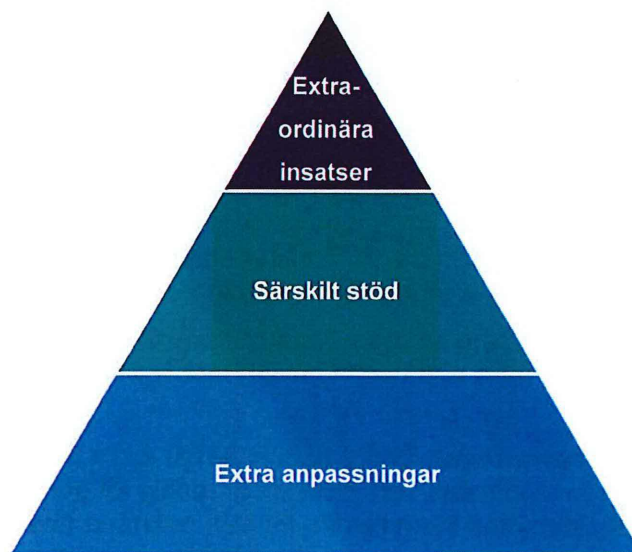 Extra-
ordinära
insatser
Särskilt stöd
Extra anpassningar